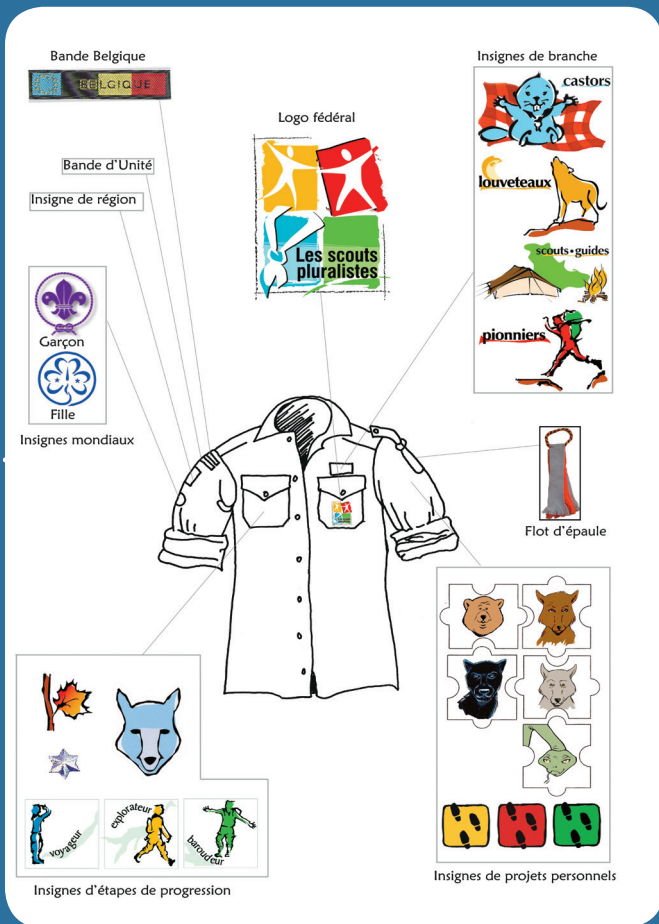 Bande Belgique
BELGIQUE
Bande d'Unité
Insigne de région
Logo fédéral
Les scouts
pluralistes
Insignes de branche
castors
louveteaux
scouts•guides
pionniers
Garçon
Fille
Insignes mondiaux
Flot d'épaule
voyageur
explorateur
baroudeur
Insignes d'étapes de progression
Insignes de projets personnels